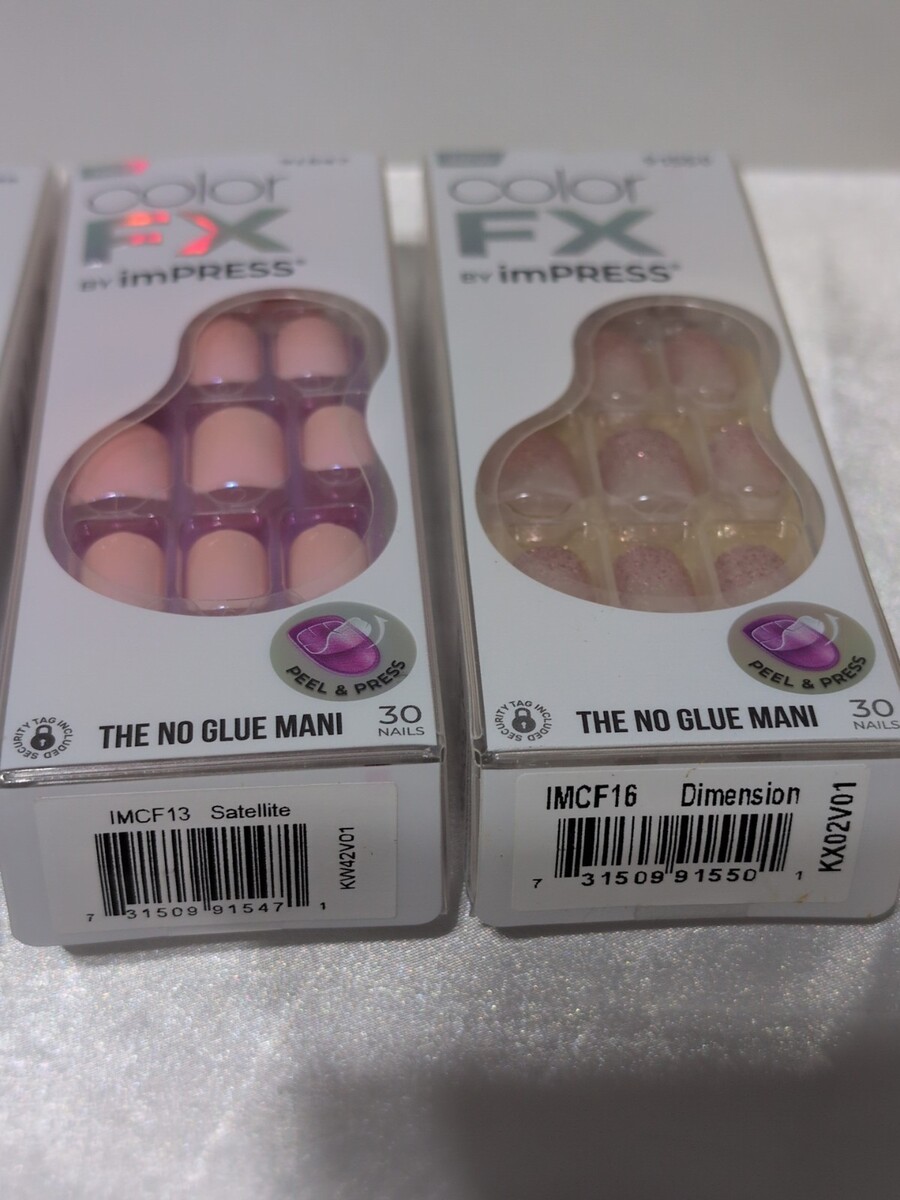 color
FX
BY imPRESS®
PEEL & PRESS
SECURITY TAG INCLUDED
THE NO GLUE MANI
30
NAILS
IMCF13 Satellite
KW42V01
7 31509 91547 1
color
FX
BY imPRESS®
PEEL & PRESS
SECURITY TAG INCLUDED
THE NO GLUE MANI
30
NAILS
IMCF16 Dimension
KX02V01
7 31509 91550 1